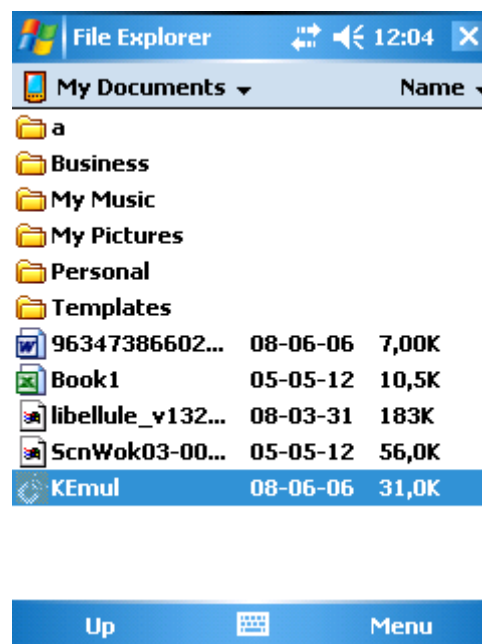 File Explorer 12:04
My Documents Name
a
Business
My Music
My Pictures
Personal
Templates
96347386602... 08-06-06 7,00K
Book1 05-05-12 10,5K
libellule_v132... 08-03-31 183K
ScnWok03-00... 05-05-12 56,0K
KEmul 08-06-06 31,0K
Up Menu